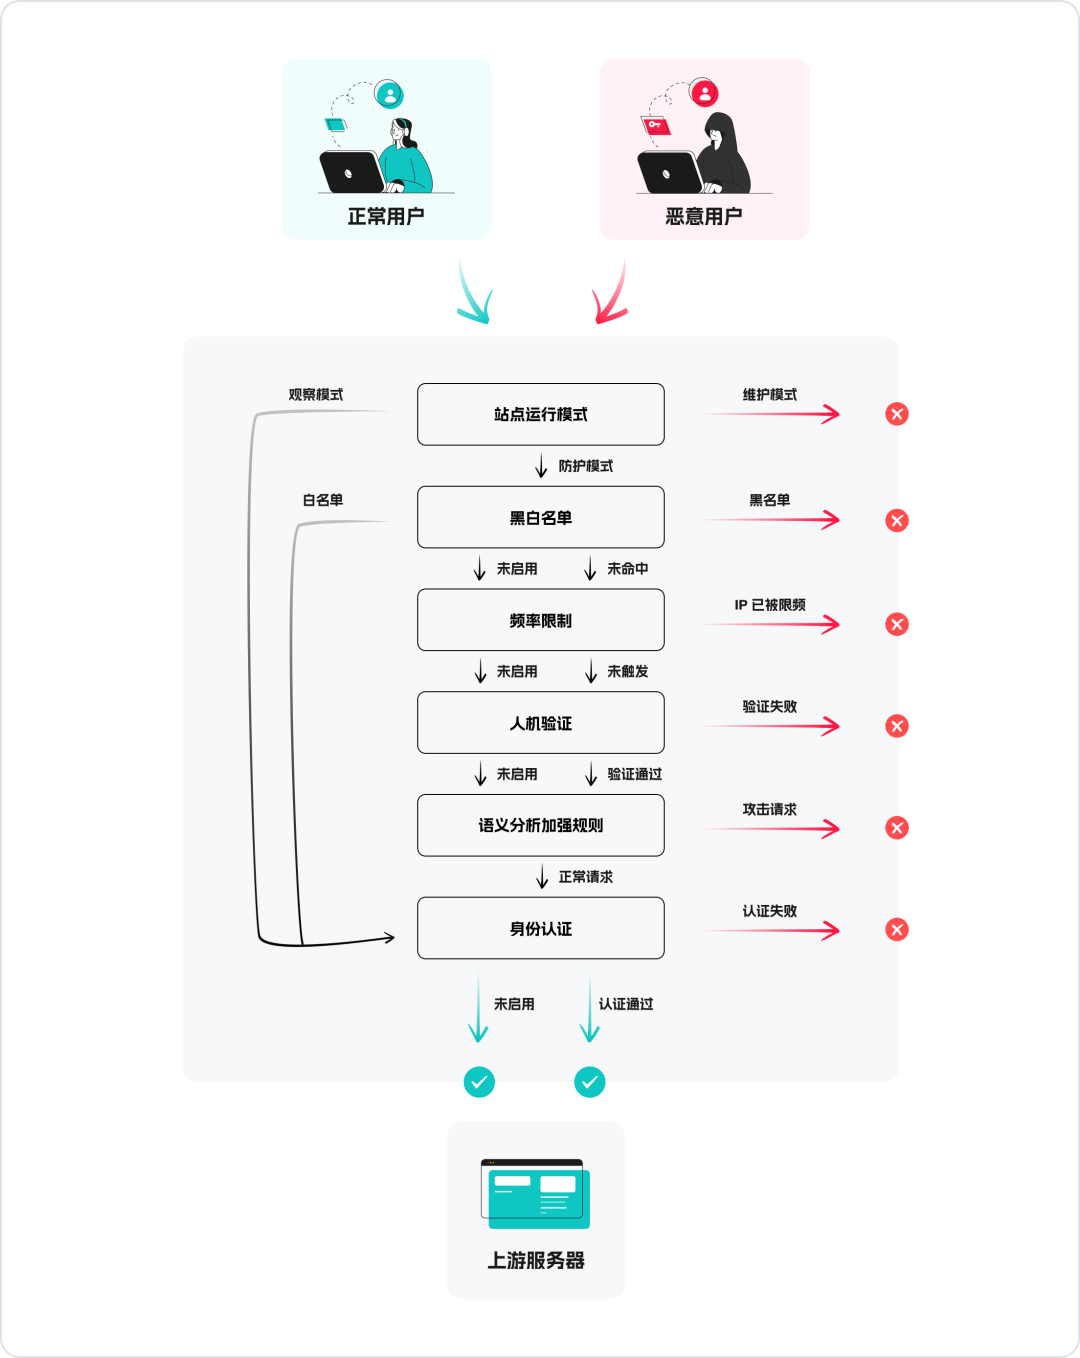 正常用户
恶意用户
观察模式
站点运行模式
维护模式
防护模式
白名单
黑白名单
黑名单
未启用
未命中
频率限制
IP 已被限频
未启用
未触发
人机验证
验证失败
未启用
验证通过
语义分析加强规则
攻击请求
正常请求
身份认证
认证失败
未启用
认证通过
上游服务器